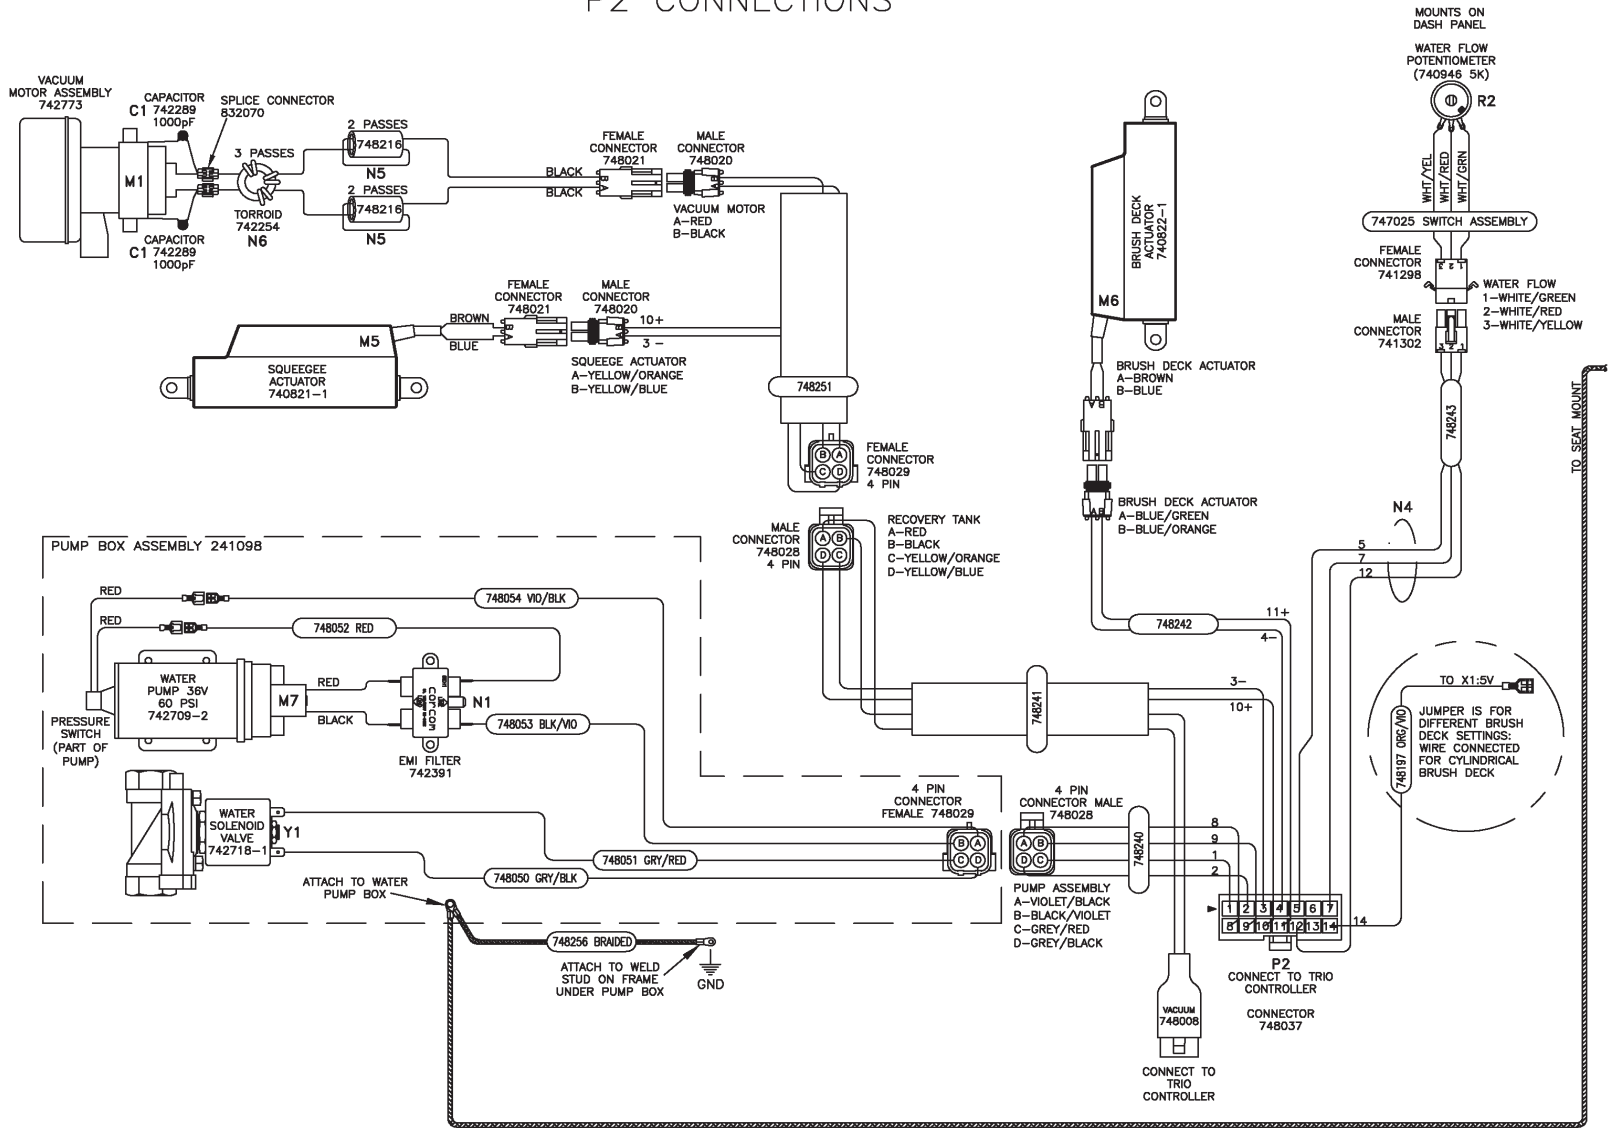 P2 CONNECTIONS
MOUNTS ON
DASH PANEL
WATER FLOW
POTENTIOMETER
(740946 5K)
R2
WHT/YEL
WHT/RED
WHT/GRN
747025 SWITCH ASSEMBLY
FEMALE
CONNECTOR
741298
3 2 1
WATER FLOW
1-WHITE/GREEN
2-WHITE/RED
3-WHITE/YELLOW
MALE
CONNECTOR
741302
3 2 1
748243
TO SEAT MOUNT
N4
5
7
12
VACUUM
MOTOR ASSEMBLY
742773
CAPACITOR
C1 742289
1000pF
SPLICE CONNECTOR
832070
M1
3 PASSES
TORROID
742254
N6
CAPACITOR
C1 742289
1000pF
2 PASSES
748216
N5
2 PASSES
748216
N5
BLACK
BLACK
FEMALE
CONNECTOR
748021
B
A
MALE
CONNECTOR
748020
B
A
VACUUM MOTOR
A-RED
B-BLACK
M5
SQUEEGEE
ACTUATOR
740821-1
BROWN
BLUE
FEMALE
CONNECTOR
748021
B
A
MALE
CONNECTOR
748020
B
A
10+
3 -
SQUEEGE ACTUATOR
A-YELLOW/ORANGE
B-YELLOW/BLUE
748251
B A
C D
FEMALE
CONNECTOR
748029
4 PIN
MALE
CONNECTOR
748028
4 PIN
A B
D C
RECOVERY TANK
A-RED
B-BLACK
C-YELLOW/ORANGE
D-YELLOW/BLUE
BRUSH DECK
ACTUATOR
740822-1
M6
BRUSH DECK ACTUATOR
A-BROWN
B-BLUE
A B
A B
BRUSH DECK ACTUATOR
A-BLUE/GREEN
B-BLUE/ORANGE
748242
11+
4-
748241
3-
10+
PUMP BOX ASSEMBLY 241098
RED
748054 VIO/BLK
RED
748052 RED
WATER
PUMP 36V
60 PSI
742709-2
M7
RED
BLACK
corcom
N1
748053 BLK/VIO
EMI FILTER
742391
PRESSURE
SWITCH
(PART OF
PUMP)
WATER
SOLENOID
VALVE
742718-1
Y1
748051 GRY/RED
748050 GRY/BLK
4 PIN
CONNECTOR
FEMALE 748029
B A
C D
4 PIN
CONNECTOR MALE
748028
A B
D C
748240
8
9
1
2
PUMP ASSEMBLY
A-VIOLET/BLACK
B-BLACK/VIOLET
C-GREY/RED
D-GREY/BLACK
ATTACH TO WATER
PUMP BOX
748256 BRAIDED
ATTACH TO WELD
STUD ON FRAME
UNDER PUMP BOX
GND
TO X1:5V
748197 ORG/VIO
JUMPER IS FOR
DIFFERENT BRUSH
DECK SETTINGS:
WIRE CONNECTED
FOR CYLINDRICAL
BRUSH DECK
14
1 2 3 4 5 6 7
8 9 10 11 12 13 14
P2
CONNECT TO TRIO
CONTROLLER
CONNECTOR
748037
VACUUM
748008
CONNECT TO
TRIO
CONTROLLER